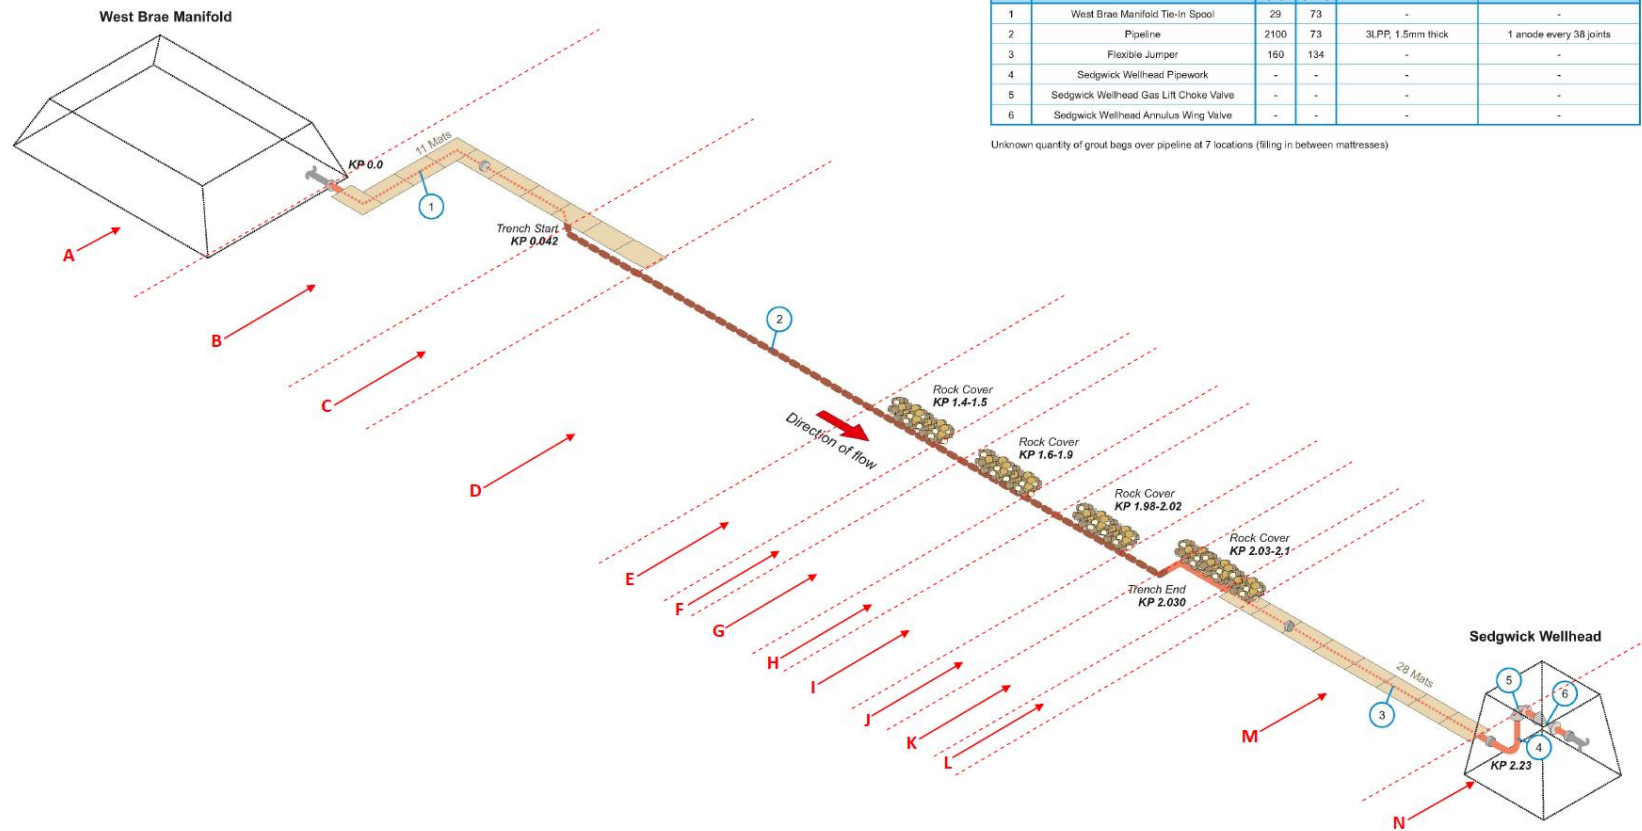 West Brae Manifold
1 West Brae Manifold Tie-In Spool 29 73 - -
2 Pipeline 2100 73 3LPP, 1.5mm thick 1 anode every 38 joints
3 Flexible Jumper 160 134 - -
4 Sedgwick Wellhead Pipework - - - -
5 Sedgwick Wellhead Gas Lift Choke Valve - - - -
6 Sedgwick Wellhead Annulus Wing Valve - - - -
Unknown quantity of grout bags over pipeline at 7 locations (filling in between mattresses)
11 Mats
KP 0.0
1
A
Trench Start
KP 0.042
B
2
C
Rock Cover
KP 1.4-1.5
Direction of flow
Rock Cover
KP 1.6-1.9
D
Rock Cover
KP 1.98-2.02
Rock Cover
KP 2.03-2.1
E
Trench End
KP 2.030
F
G
Sedgwick Wellhead
H
28 Mats
I
5
6
J
3
K
M
4
L
KP 2.23
N